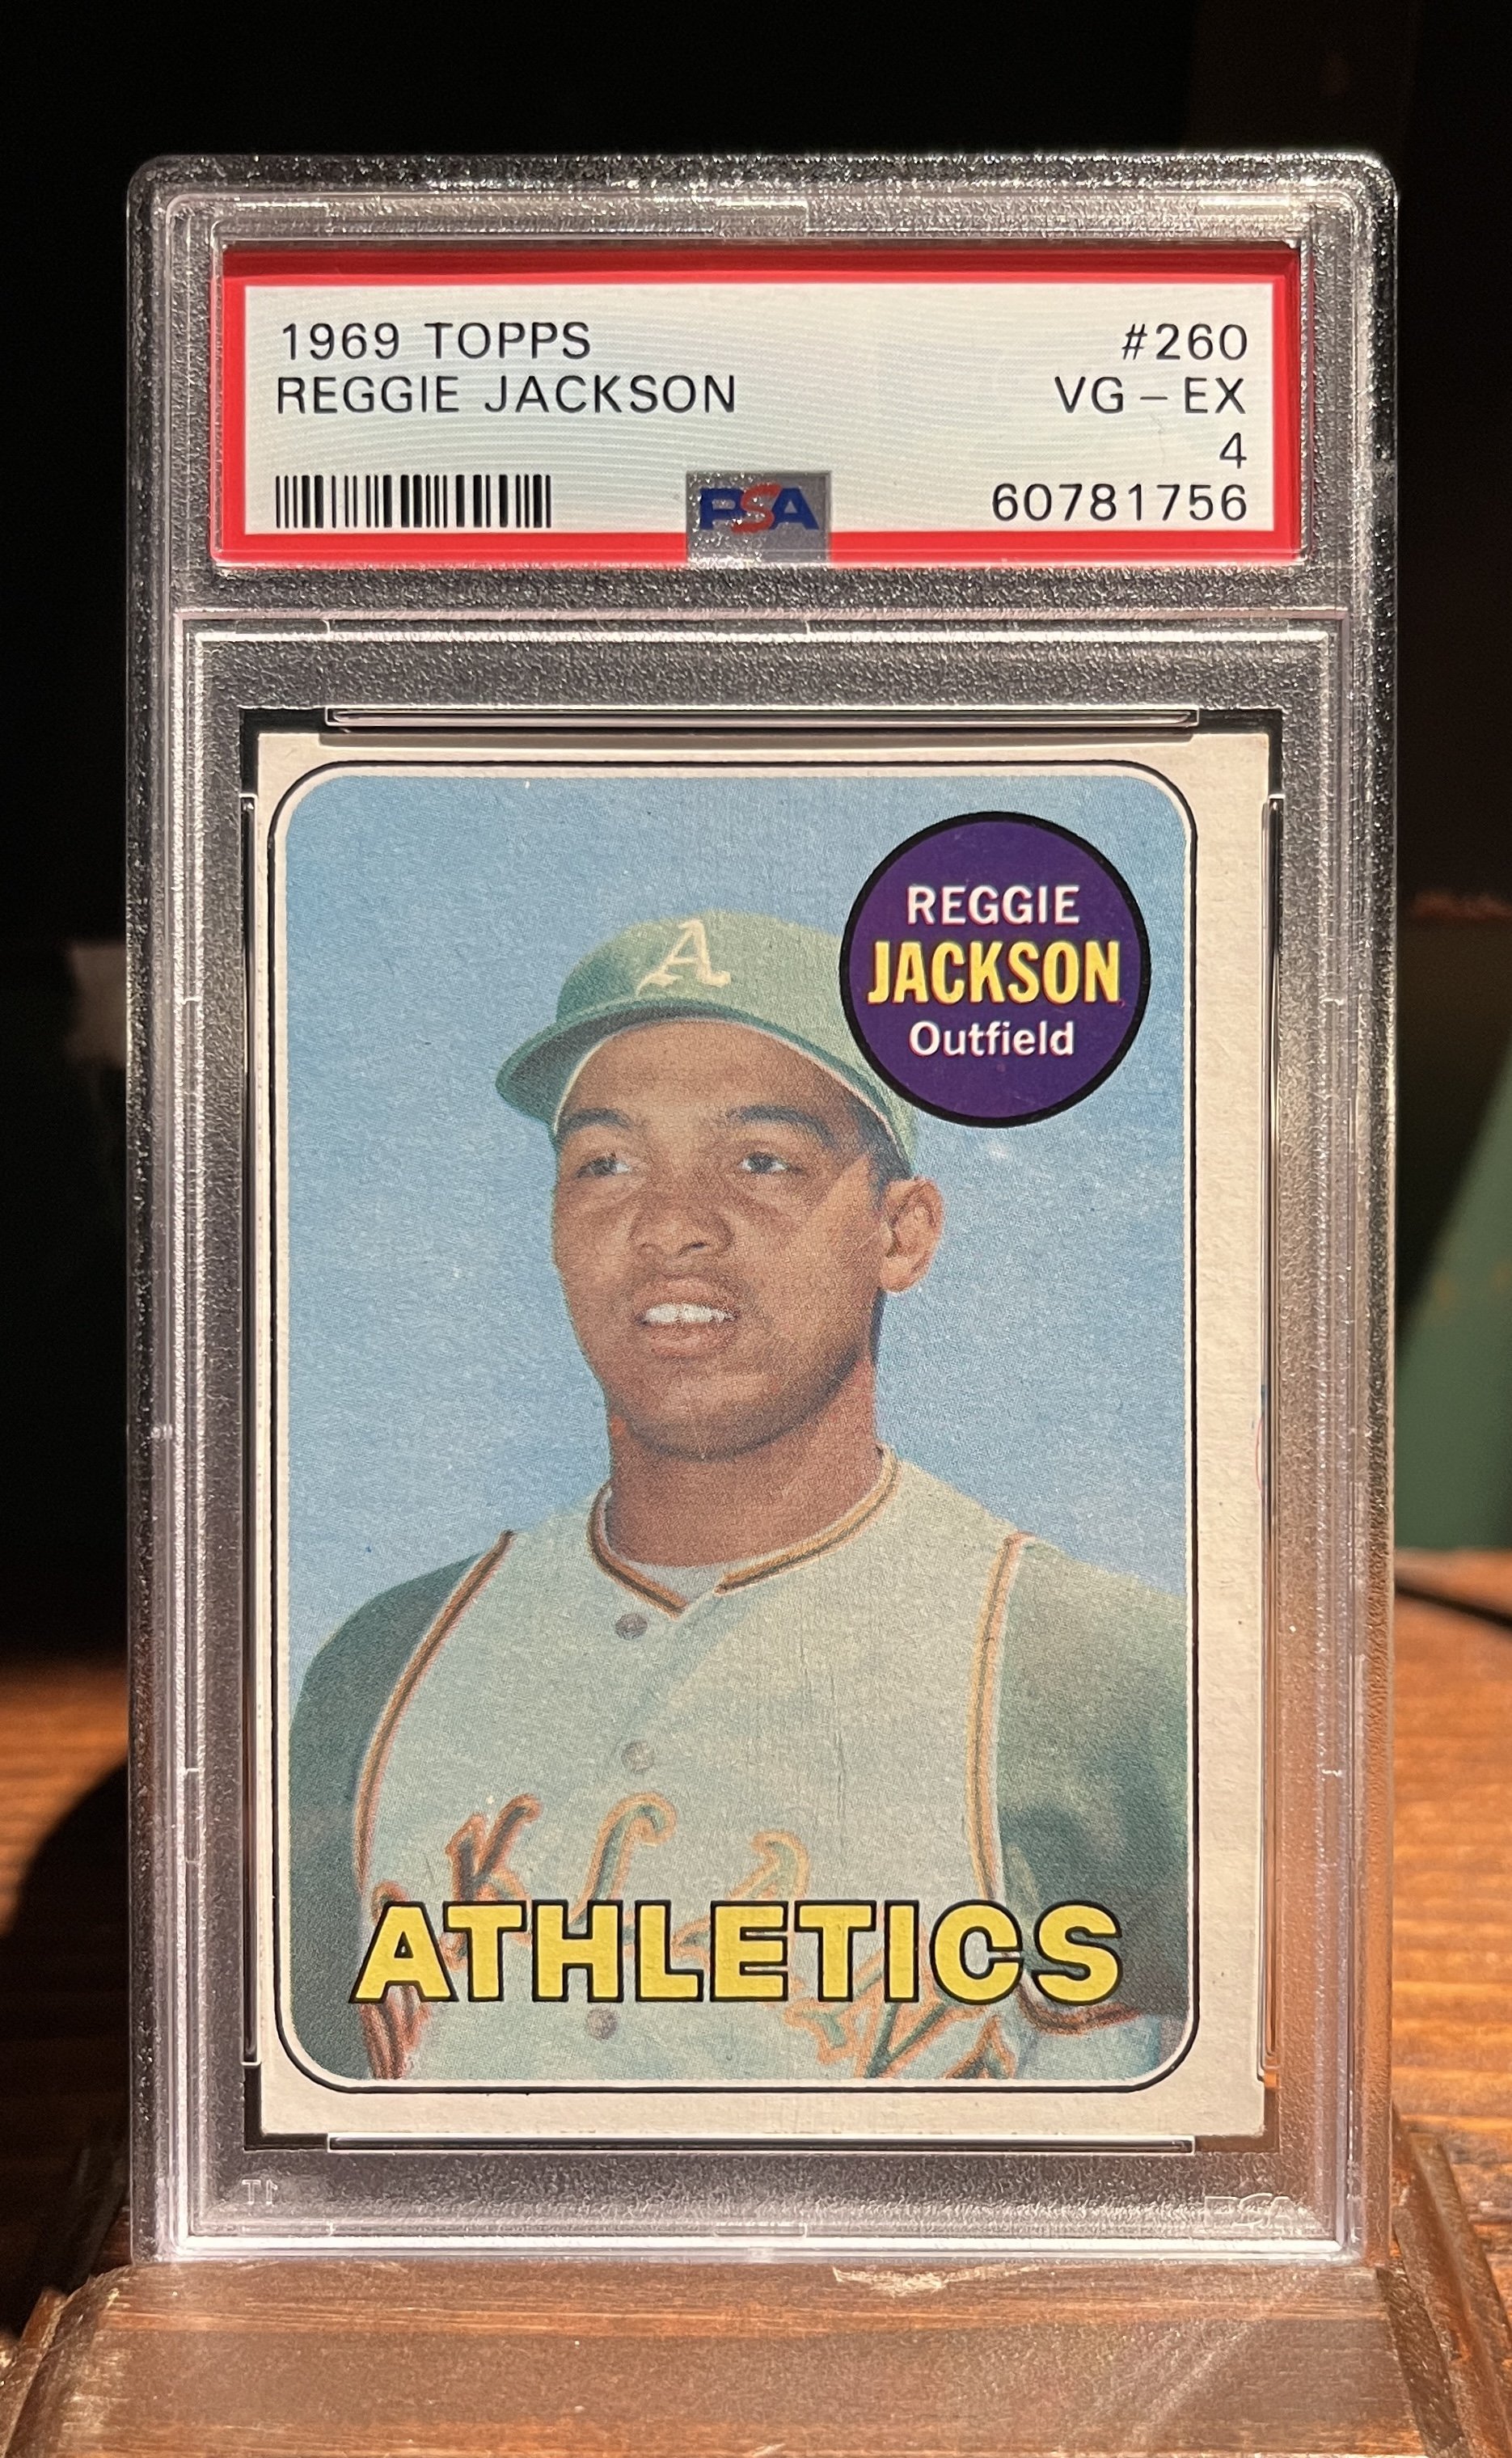 1969 TOPPS #260
REGGIE JACKSON VG - EX
4
PSA 60781756
REGGIE
JACKSON
Outfield
A
ATHLETICS